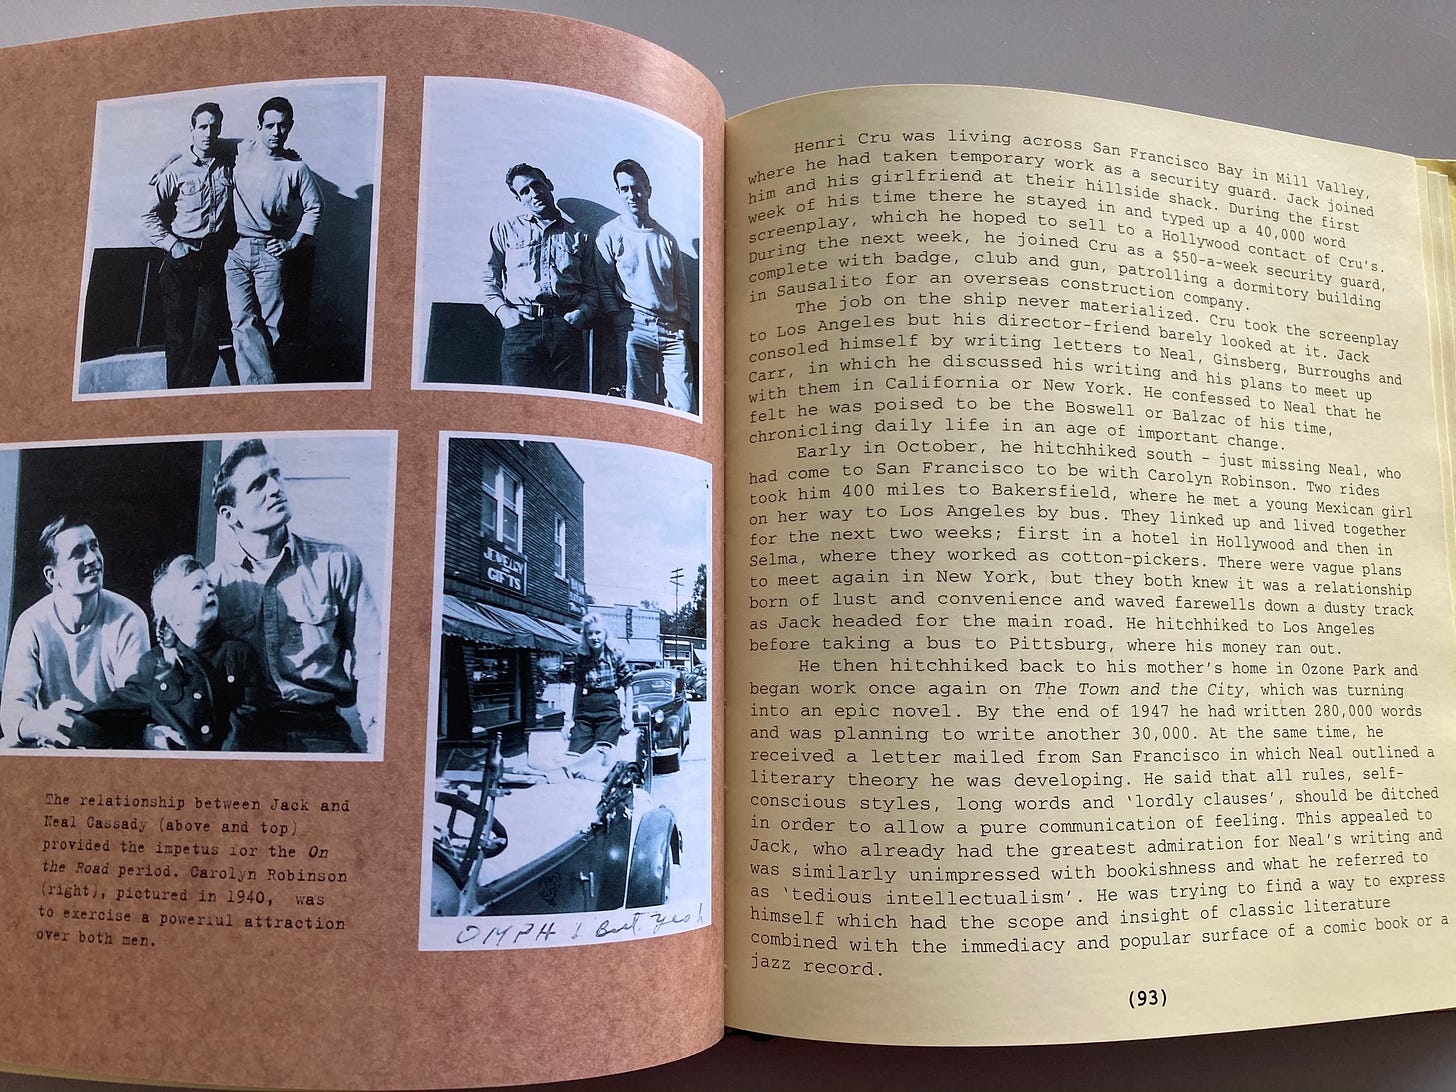 JEWELRY
GIFTS
OMPH ! But Yes!
The relationship between Jack and
Neal Cassady (above and top)
provided the impetus for the On
the Road period. Carolyn Robinson
(right), pictured in 1940, was
to exercise a powerful attraction
over both men.
Henri Cru was living across San Francisco Bay in Mill Valley,
where he had taken temporary work as a security guard. Jack joined
him and his girlfriend at their hillside shack. During the first
week of his time there he stayed in and typed up a 40,000 word
screenplay, which he hoped to sell to a Hollywood contact of Cru's.
During the next week, he joined Cru as a $50-a-week security guard,
complete with badge, club and gun, patrolling a dormitory building
in Sausalito for an overseas construction company.
The job on the ship never materialized. Cru took the screenplay
to Los Angeles but his director-friend barely looked at it. Jack
consoled himself by writing letters to Neal, Ginsberg, Burroughs and
Carr, in which he discussed his writing and his plans to meet up
with them in California or New York. He confessed to Neal that he
felt he was poised to be the Boswell or Balzac of his time,
chronicling daily life in an age of important change.
Early in October, he hitchhiked south – just missing Neal, who
had come to San Francisco to be with Carolyn Robinson. Two rides
took him 400 miles to Bakersfield, where he met a young Mexican girl
on her way to Los Angeles by bus. They linked up and lived together
for the next two weeks; first in a hotel in Hollywood and then in
Selma, where they worked as cotton-pickers. There were vague plans
to meet again in New York, but they both knew it was a relationship
born of lust and convenience and waved farewells down a dusty track
as Jack headed for the main road. He hitchhiked to Los Angeles
before taking a bus to Pittsburg, where his money ran out.
He then hitchhiked back to his mother's home in Ozone Park and
began work once again on The Town and the City, which was turning
into an epic novel. By the end of 1947 he had written 280,000 words
and was planning to write another 30,000. At the same time, he
received a letter mailed from San Francisco in which Neal outlined a
literary theory he was developing. He said that all rules, self-
conscious styles, long words and 'lordly clauses', should be ditched
in order to allow a pure communication of feeling. This appealed to
Jack, who already had the greatest admiration for Neal's writing and
was similarly unimpressed with bookishness and what he referred to
as 'tedious intellectualism'. He was trying to find a way to express
himself which had the scope and insight of classic literature
combined with the immediacy and popular surface of a comic book or a
jazz record.
(93)